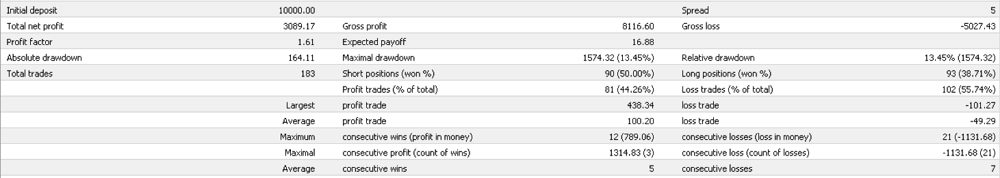 Initial deposit 10000.00 Spread 5
Total net profit 3089.17 Gross profit 8116.60 Gross loss -5027.43
Profit factor 1.61 Expected payoff 16.88
Absolute drawdown 164.11 Maximal drawdown 1574.32 (13.45%) Relative drawdown 13.45% (1574.32)
Total trades 183 Short positions (won %) 90 (50.00%) Long positions (won %) 93 (38.71%)
Profit trades (% of total) 81 (44.26%) Loss trades (% of total) 102 (55.74%)
Largest profit trade 438.34 loss trade -101.27
Average profit trade 100.20 loss trade -49.29
Maximum consecutive wins (profit in money) 12 (789.06) consecutive losses (loss in money) 21 (-1131.68)
Maximal consecutive profit (count of wins) 1314.83 (3) consecutive loss (count of losses) -1131.68 (21)
Average consecutive wins 5 consecutive losses 7